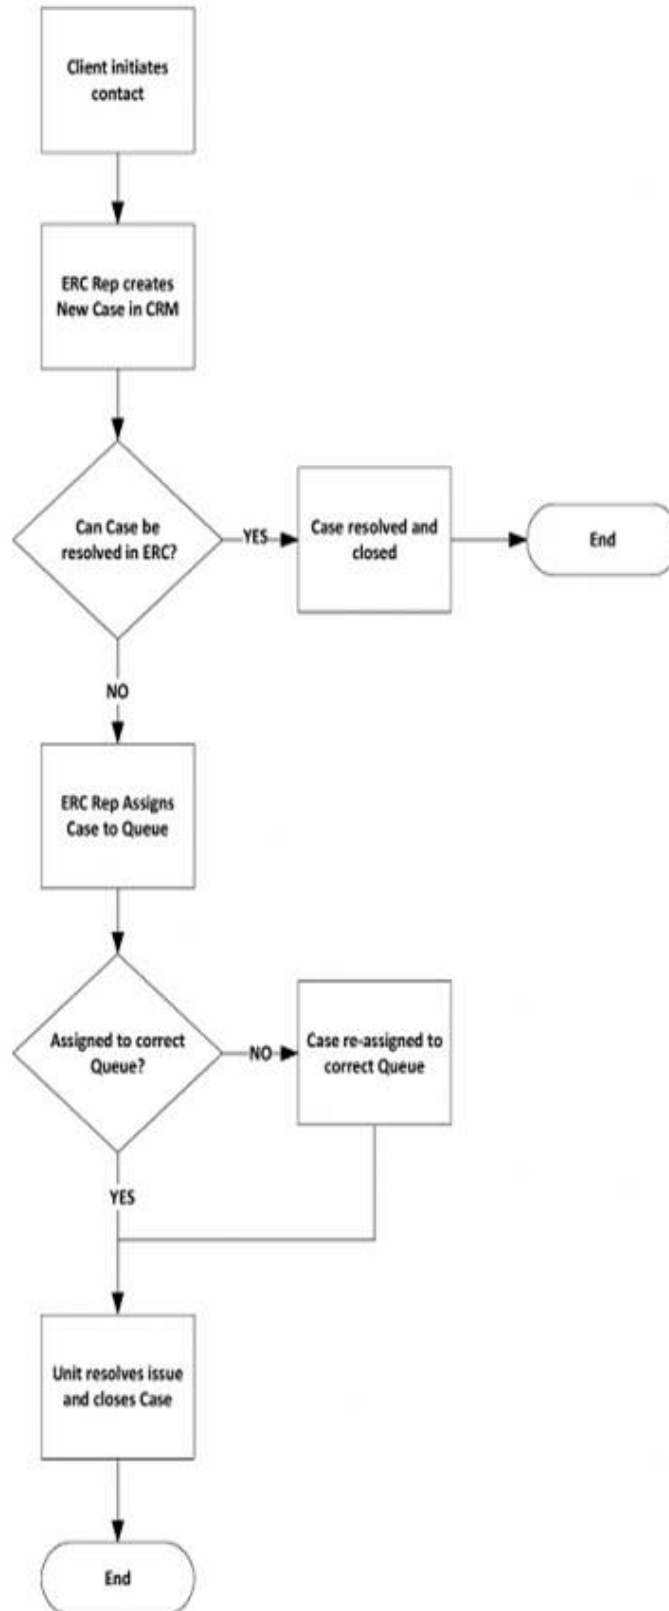 Client initiates
contact
ERC Rep creates
New Case in CRM
Can Case be
resolved in ERC?
YES
Case resolved and
closed
End
NO
ERC Rep Assigns
Case to Queue
Assigned to correct
Queue?
NO
Case re-assigned to
correct Queue
YES
Unit resolves issue
and closes Case
End